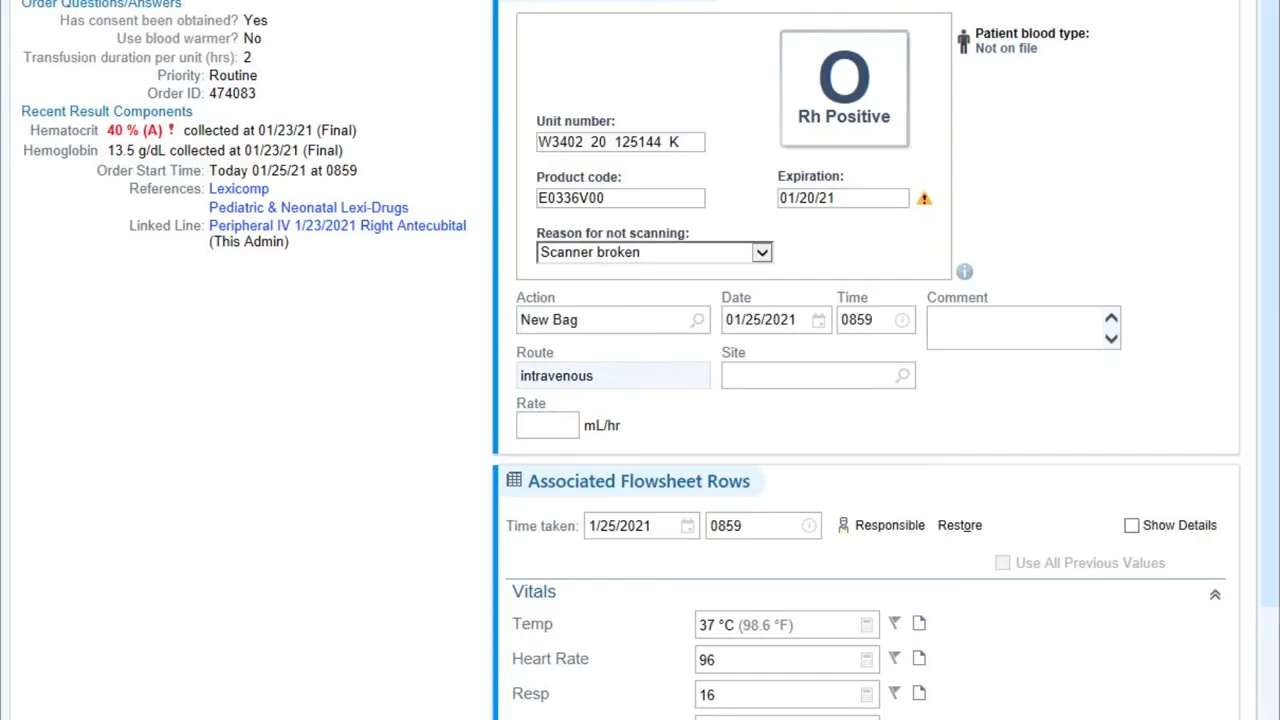 Order Questions/Answers
Has consent been obtained? Yes
Use blood warmer? No
Transfusion duration per unit (hrs): 2
Priority: Routine
Order ID: 474083
Recent Result Components
Hematocrit 40 % (A) ! collected at 01/23/21 (Final)
Hemoglobin 13.5 g/dL collected at 01/23/21 (Final)
Order Start Time: Today 01/25/21 at 0859
References: Lexicomp
Pediatric & Neonatal Lexi-Drugs
Linked Line: Peripheral IV 1/23/2021 Right Antecubital
(This Admin)
O
Rh Positive
Patient blood type:
Not on file
Unit number:
W3402 20 125144 K
Product code:
E0336V00
Expiration:
01/20/21
Reason for not scanning:
Scanner broken
Action
New Bag
Date
01/25/2021
Time
0859
Comment
Route
intravenous
Site
Rate
mL/hr
Associated Flowsheet Rows
Time taken: 1/25/2021 0859 Responsible Restore Show Details
Use All Previous Values
Vitals
Temp 37 °C (98.6 °F)
Heart Rate 96
Resp 16